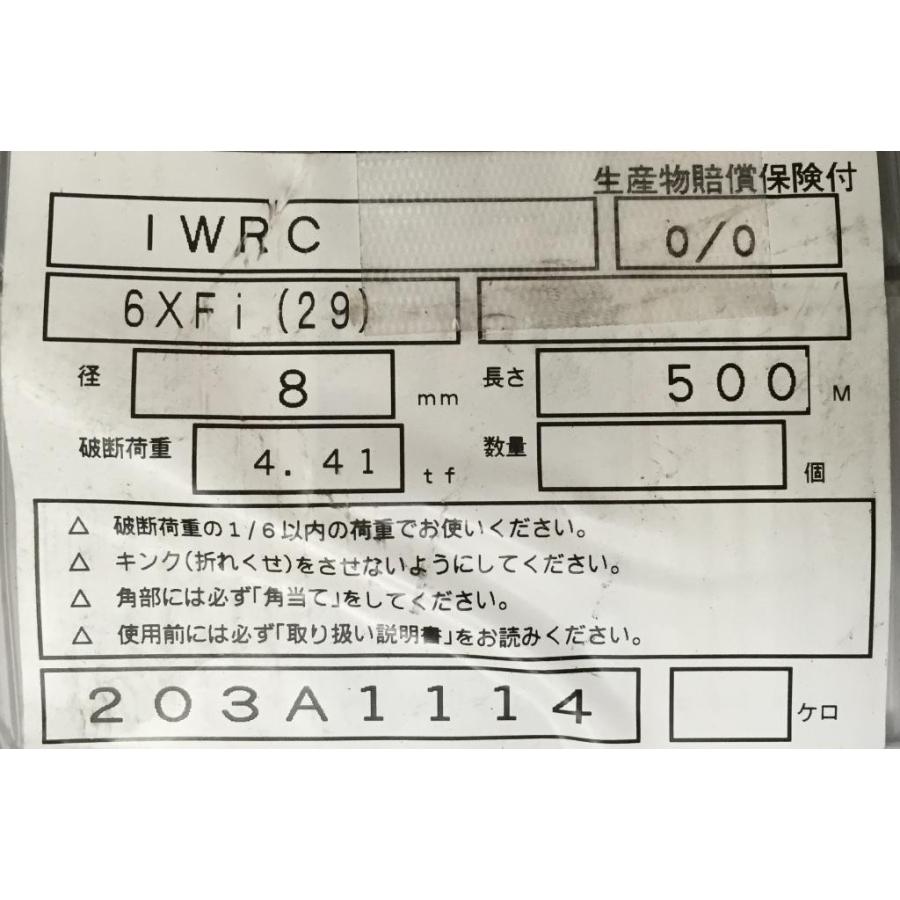 生産物賠償保険付
IWRC O/O
6XFi (29)
径 8 mm 長さ 500 M
破断荷重 4.41 tf 数量 個
△ 破断荷重の1/6以内の荷重でお使いください。
△ キンク(折れくせ)をさせないようにしてください。
△ 角部には必ず「角当て」をしてください。
△ 使用前には必ず「取り扱い説明書」をお読みください。
203A1114 ケロ